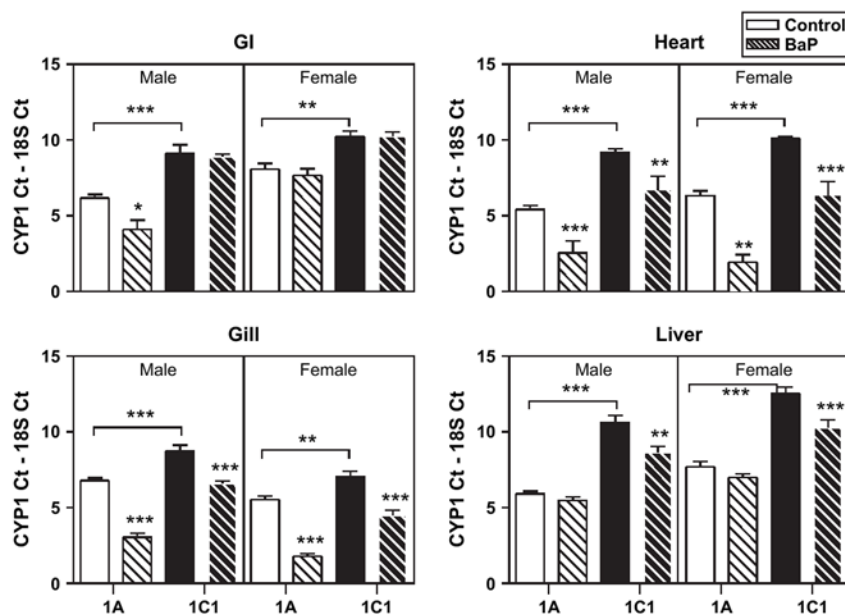 Control
BaP
GI
Heart
CYP1 Ct - 18S Ct
15
10
5
0
Male
Female
***
*
**
CYP1 Ct - 18S Ct
15
10
5
0
Male
Female
***
***
**
***
**
***
Gill
Liver
CYP1 Ct - 18S Ct
15
10
5
0
Male
Female
***
***
***
**
***
***
1A
1C1
1A
1C1
CYP1 Ct - 18S Ct
15
10
5
0
Male
Female
***
**
***
***
1A
1C1
1A
1C1